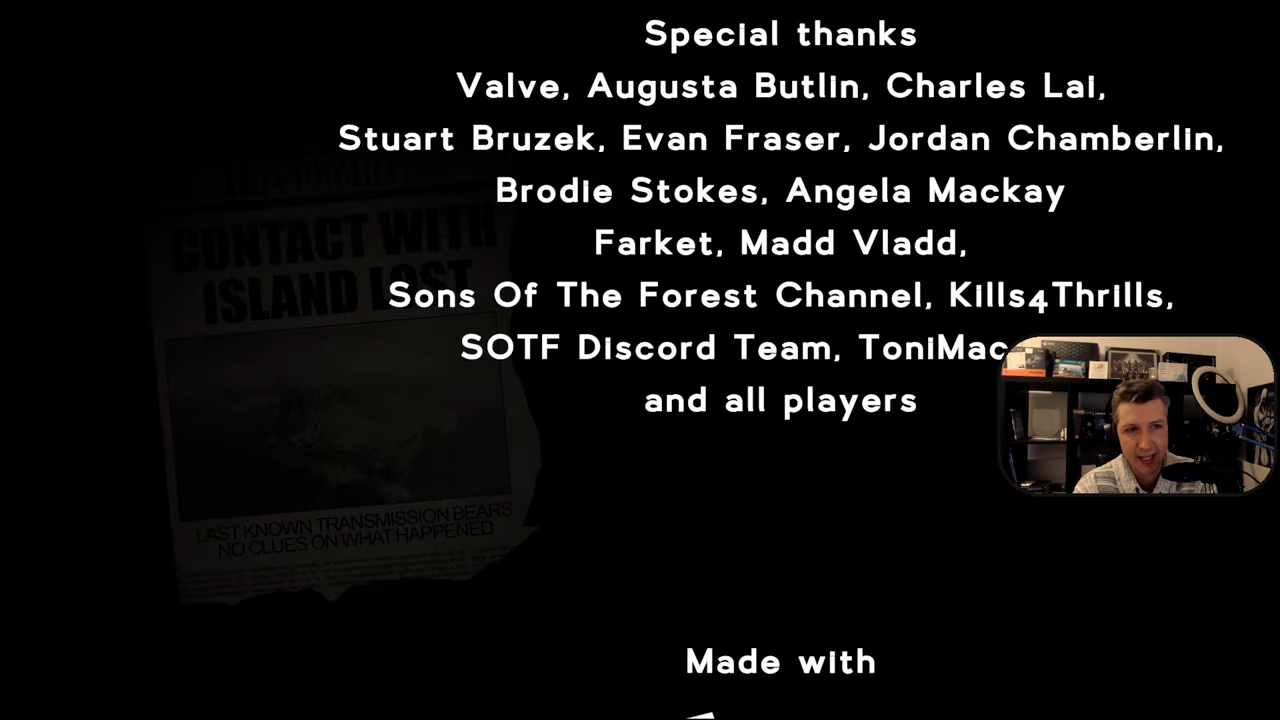 Special thanks
Valve, Augusta Butlin, Charles Lai,
Stuart Bruzek, Evan Fraser, Jordan Chamberlin,
Brodie Stokes, Angela Mackay
Farket, Madd Vladd,
Sons Of The Forest Channel, Kills4Thrills,
SOTF Discord Team,
and all players
CONTACT WITH
ISLAND LOST
LAST KNOWN TRANSMISSION BEARS
NO CLUES ON WHAT HAPPENED
Made with